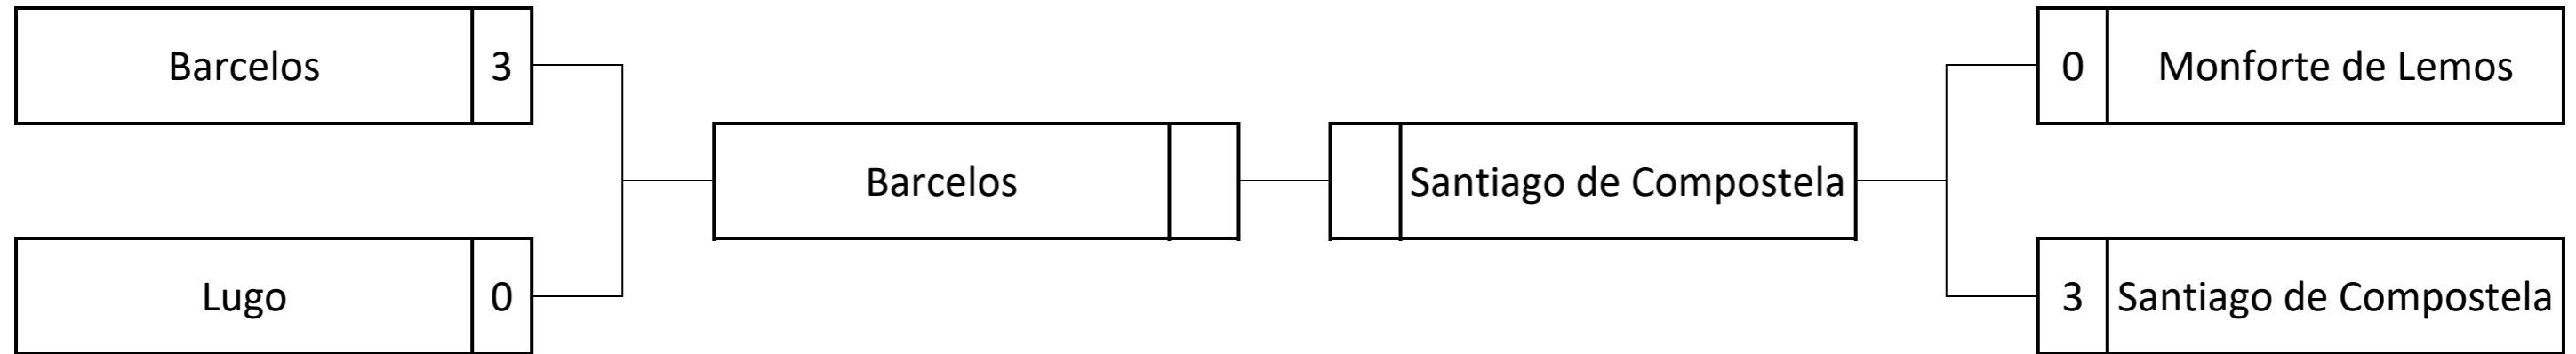 Barcelos 3
Lugo 0
Barcelos
Santiago de Compostela
0 Monforte de Lemos
3 Santiago de Compostela